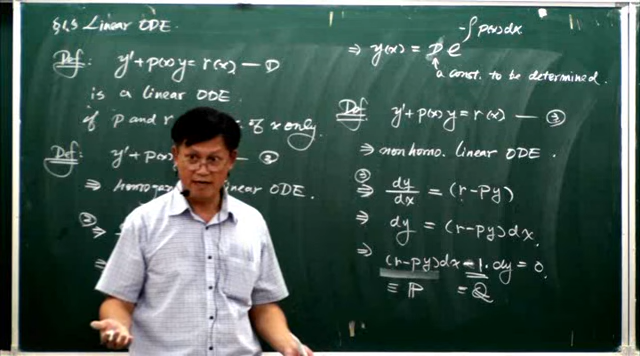 §1.5 Linear ODE.
Def: y' + p(x) y = r(x) — ①
is a linear ODE.
if p and r of x only.
Def: y' + p(x) — ②
⇒ homoge linear ODE.
②
⇒
⇒ y(x) = D e^{-∫p(x)dx}
↑ a const. to be determined.
Def: y' + p(x) y = r(x) — ③
⇒ nonhomo. linear ODE.
③
⇒ dy/dx = (r-py)
⇒ dy = (r-py)dx.
⇒ (r-py)dx - 1. dy = 0.
≡ ℙ = ℚ